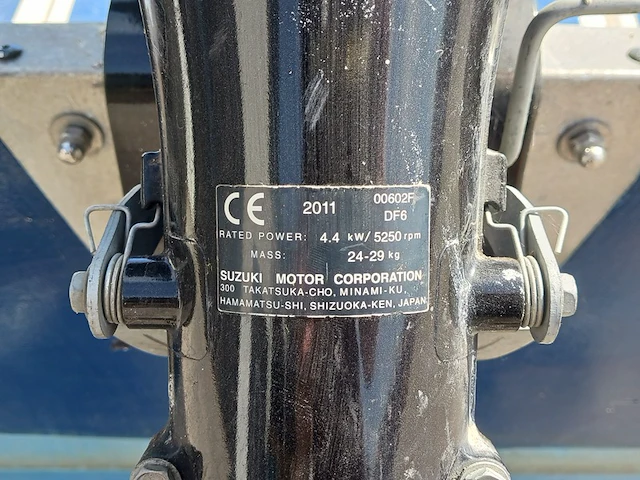 CE 2011 00602F
DF6
RATED POWER: 4.4 kW/5250 rpm
MASS: 24-29 kg
SUZUKI MOTOR CORPORATION
300 TAKATSUKA-CHO, MINAMI-KU,
HAMAMATSU-SHI, SHIZUOKA-KEN, JAPAN.